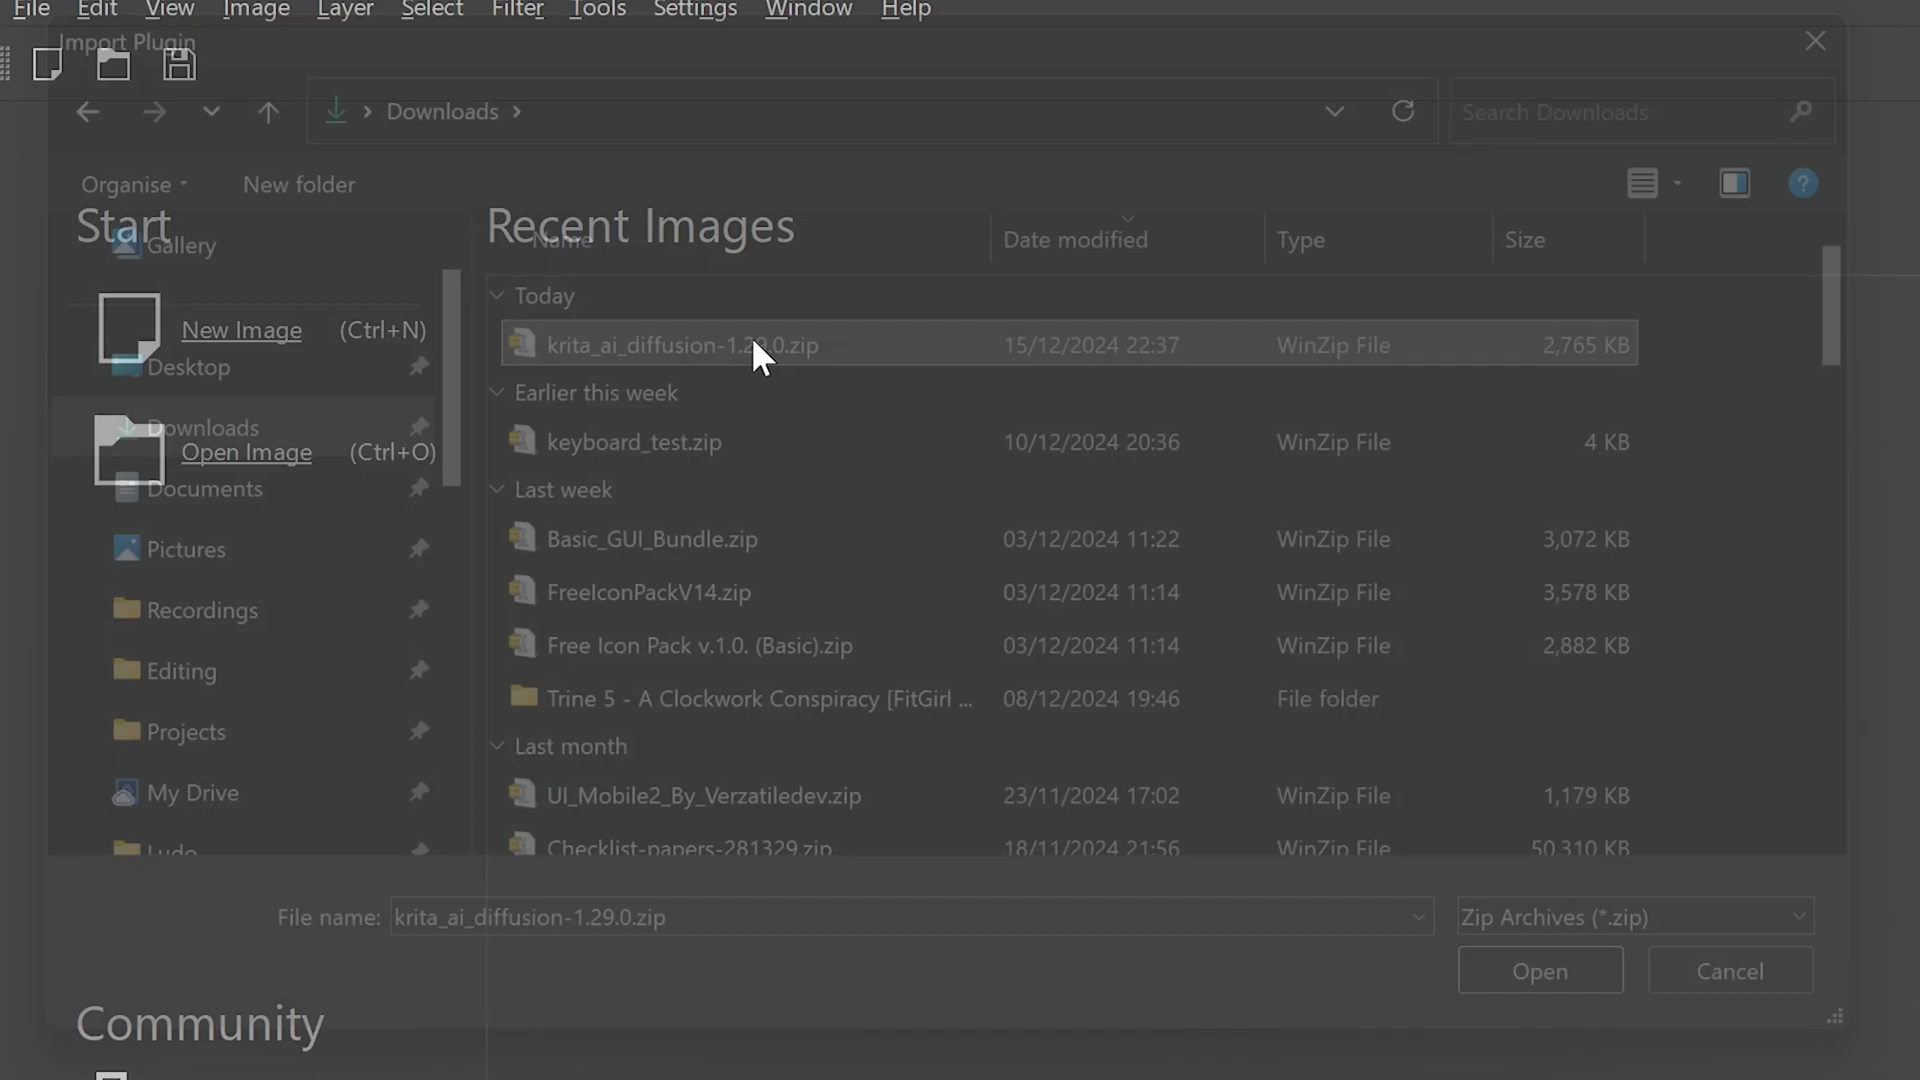 File Edit View Image Layer Select Filter Tools Settings Window Help
Import Plugin
Downloads
Search Downloads
Organise
New folder
Start
Gallery
New Image (Ctrl+N)
Desktop
Downloads
Open Image (Ctrl+O)
Documents
Pictures
Recordings
Editing
Projects
My Drive
Ludo
Recent Images
Name Date modified Type Size
Today
krita_ai_diffusion-1.29.0.zip 15/12/2024 22:37 WinZip File 2,765 KB
Earlier this week
keyboard_test.zip 10/12/2024 20:36 WinZip File 4 KB
Last week
Basic_GUI_Bundle.zip 03/12/2024 11:22 WinZip File 3,072 KB
FreeIconPackV14.zip 03/12/2024 11:14 WinZip File 3,578 KB
Free Icon Pack v.1.0. (Basic).zip 03/12/2024 11:14 WinZip File 2,882 KB
Trine 5 - A Clockwork Conspiracy [FitGirl ... 08/12/2024 19:46 File folder
Last month
UI_Mobile2_By_Verzatiledev.zip 23/11/2024 17:02 WinZip File 1,179 KB
Checklist-papers-281329.zip 18/11/2024 21:56 WinZip File 50,310 KB
File name: krita_ai_diffusion-1.29.0.zip
Zip Archives (*.zip)
Open Cancel
Community